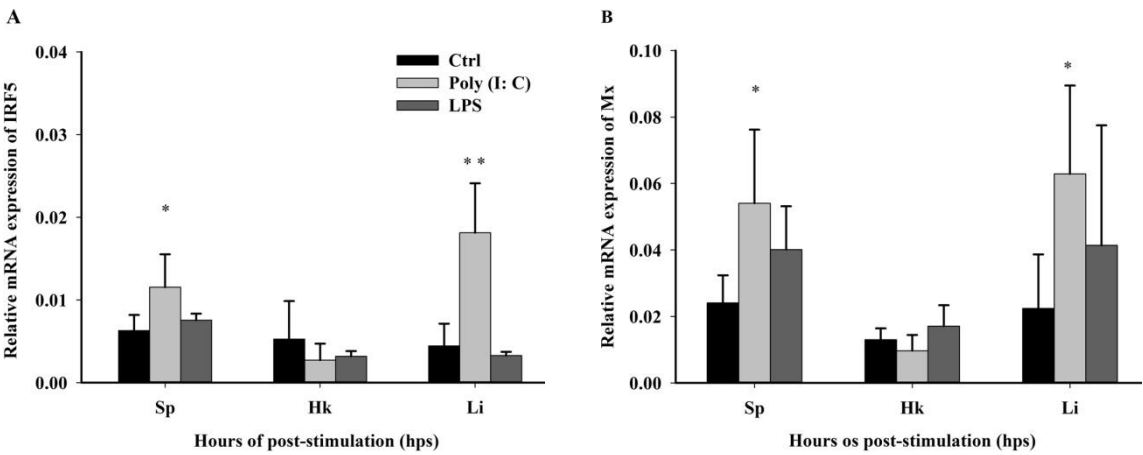 A
Relative mRNA expression of IRF5
0.04
0.03
0.02
0.01
0.00
Ctrl
Poly (I: C)
LPS
*
* *
Sp Hk Li
Hours of post-stimulation (hps)
B
Relative mRNA expression of Mx
0.10
0.08
0.06
0.04
0.02
0.00
*
*
Sp Hk Li
Hours os post-stimulation (hps)